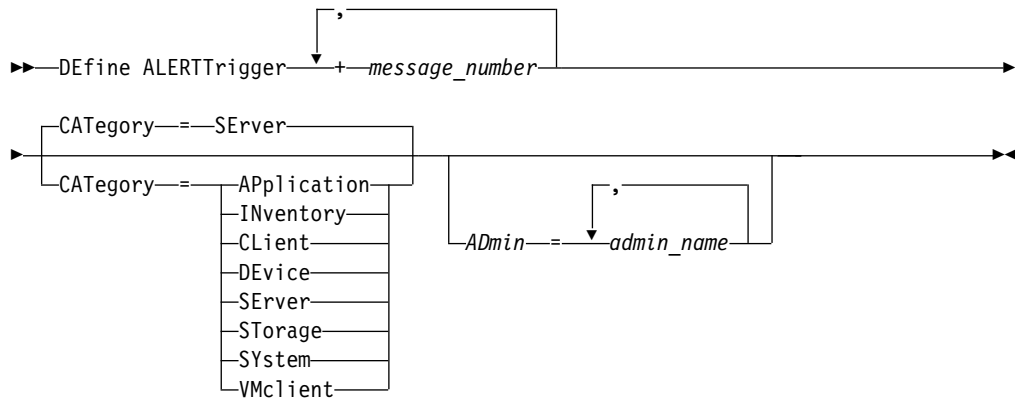 ,
DEfine ALERTTrigger + message_number
CATegory = SErver
CATegory = APplication
INventory
CLient
DEvice
SErver
STorage
SYstem
VMclient
,
ADmin = admin_name